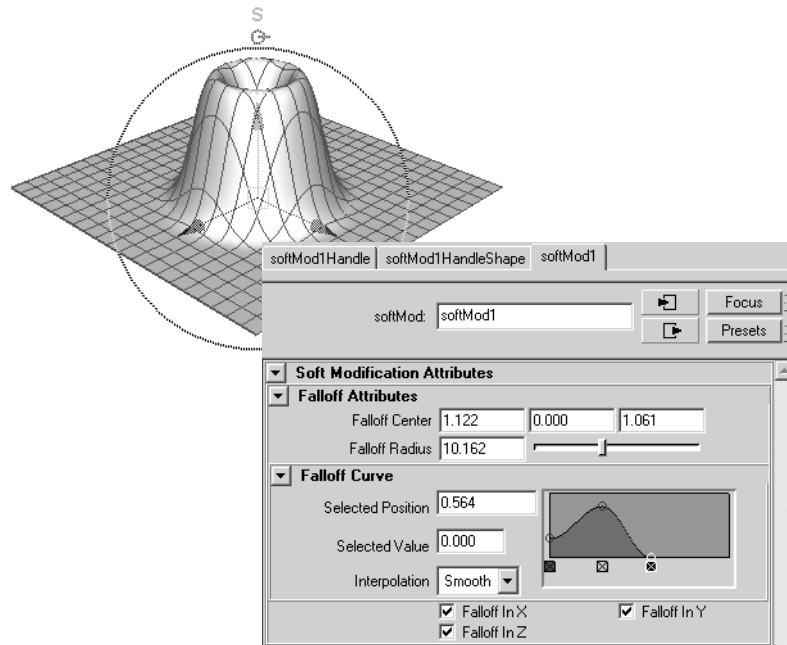 S
softMod1Handle softMod1HandleShape softMod1
softMod: softMod1 Focus
Presets
Soft Modification Attributes
Falloff Attributes
Falloff Center 1.122 0.000 1.061
Falloff Radius 10.162
Falloff Curve
Selected Position 0.564
Selected Value 0.000
Interpolation Smooth
Falloff In X Falloff In Y
Falloff In Z